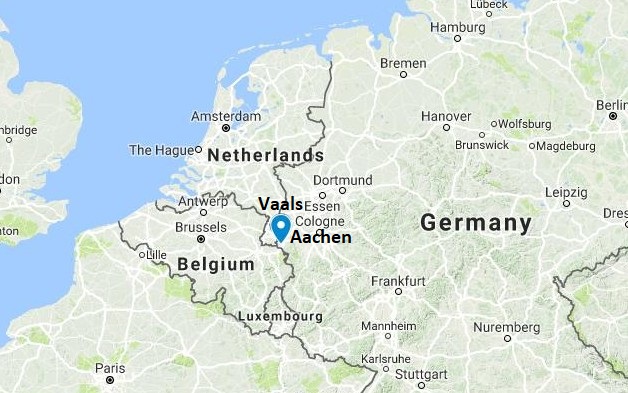 Lübeck
Hamburg
Bremen
Amsterdam
Hanover
Wolfsburg
Berlin
mbridge
The Hague
Netherlands
Brunswick
Magdeburg
Dortmund
don
Vaals
Essen
Leipzig
Antwerp
Cologne
Germany
Dres
Brussels
Aachen
nton
Lille
Belgium
Frankfurt
Luxembourg
Mannheim
Nuremberg
Paris
Karlsruhe
Stuttgart